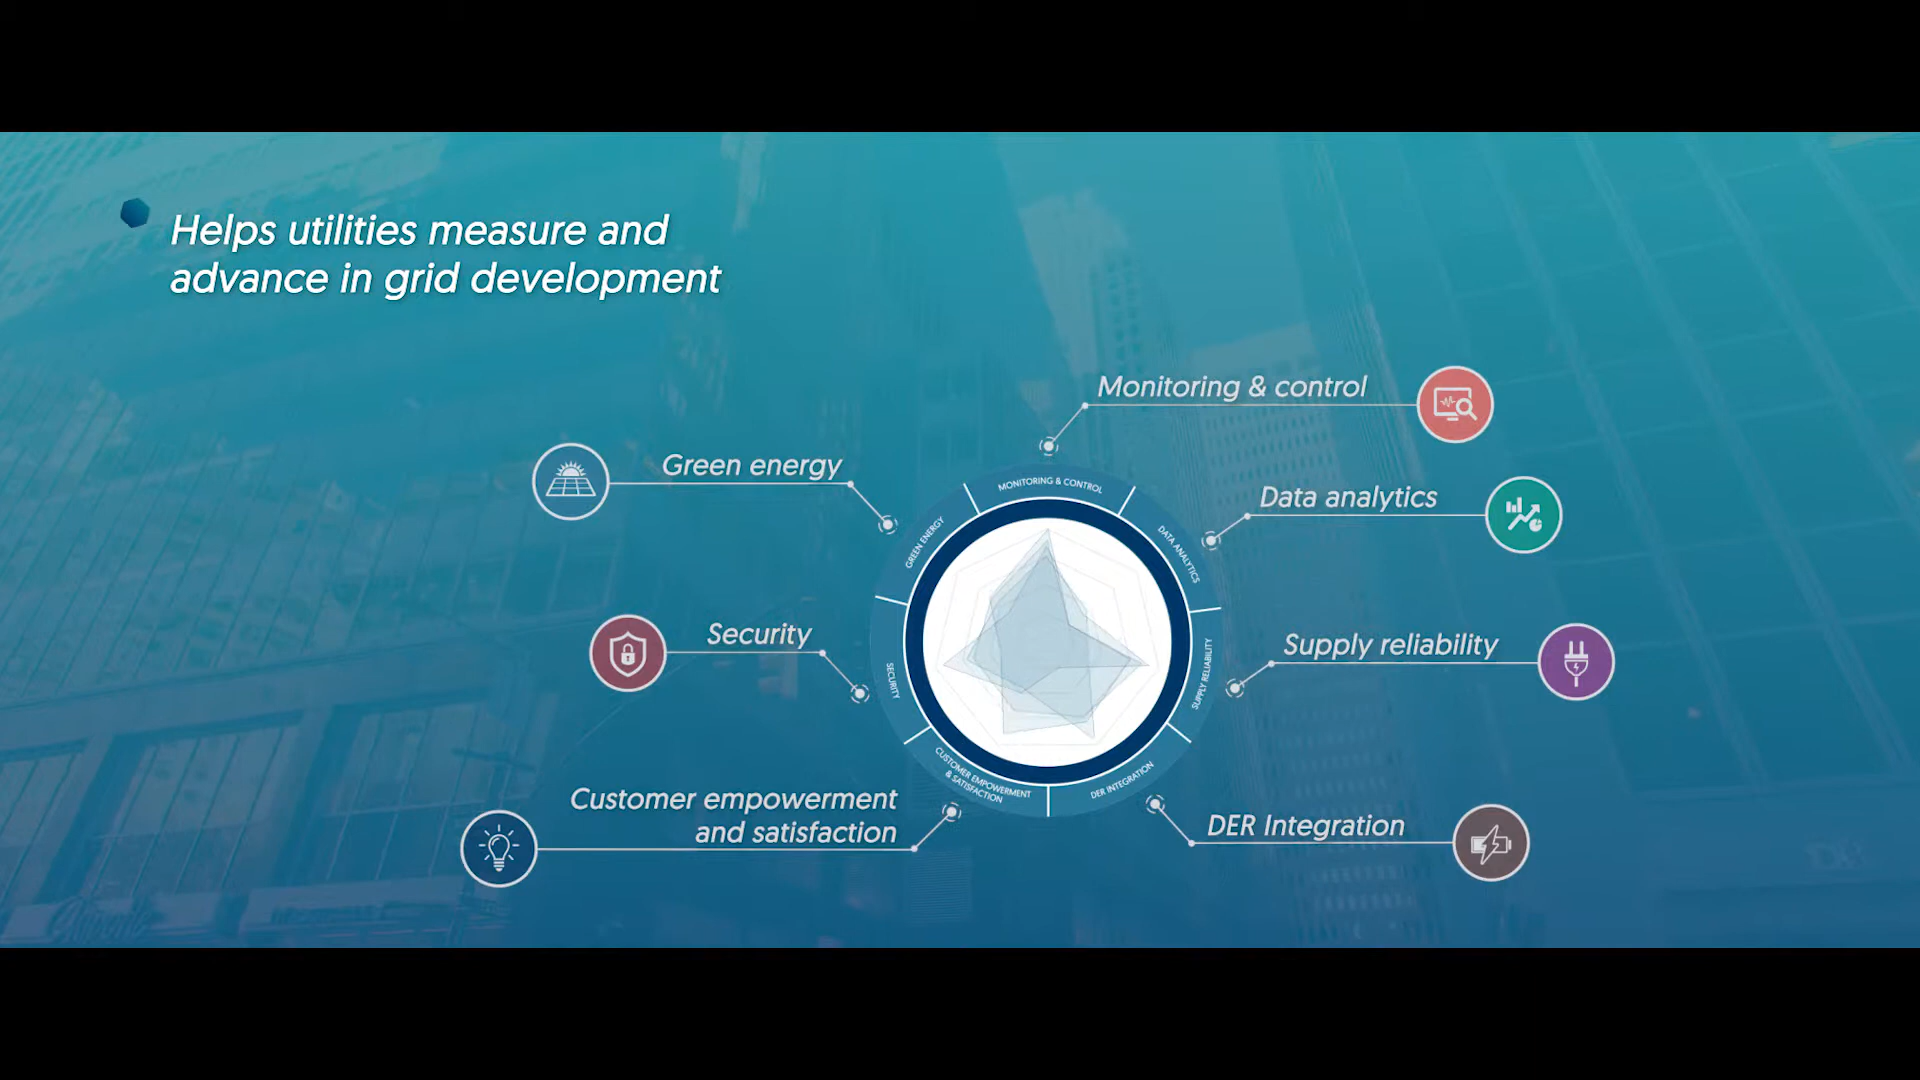 Helps utilities measure and
advance in grid development
Monitoring & control
Green energy
Data analytics
Security
Supply reliability
Customer empowerment
and satisfaction
DER Integration
MONITORING & CONTROL
DATA ANALYTICS
SUPPLY RELIABILITY
DER INTEGRATION
CUSTOMER EMPOWERMENT
& SATISFACTION
SECURITY
GREEN ENERGY